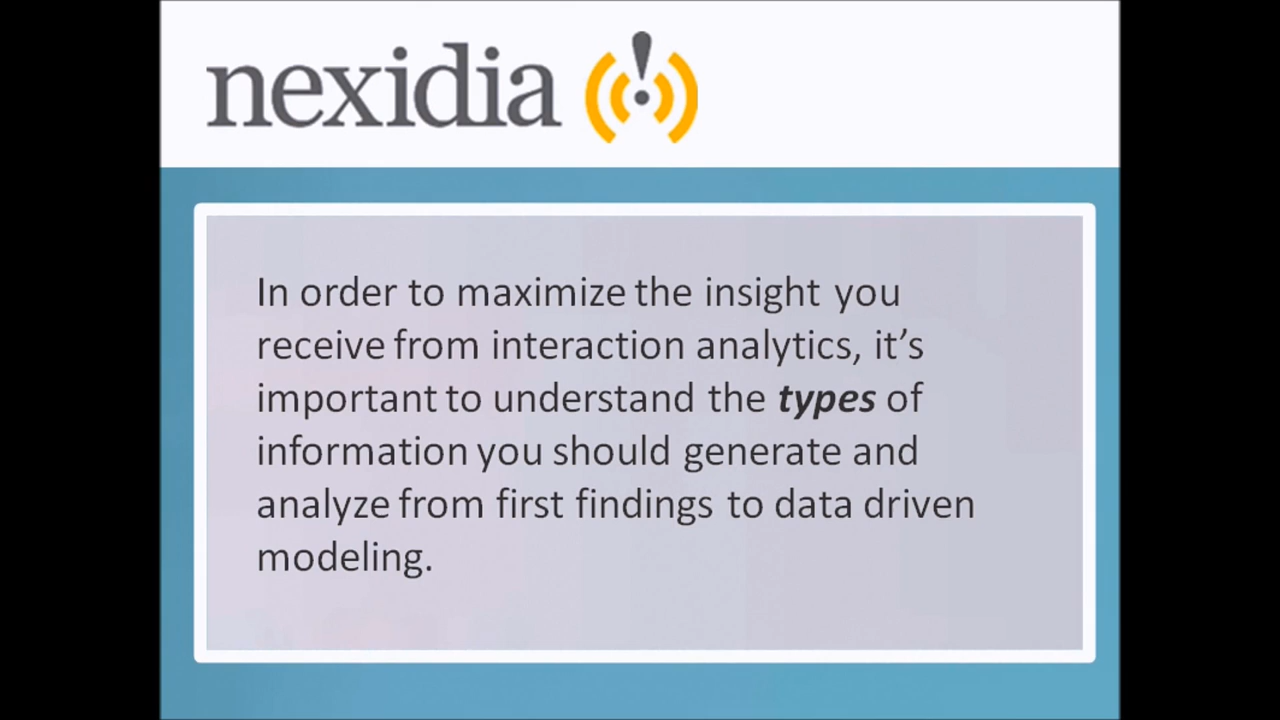 nexidia
In order to maximize the insight you
receive from interaction analytics, it’s
important to understand the types of
information you should generate and
analyze from first findings to data driven
modeling.